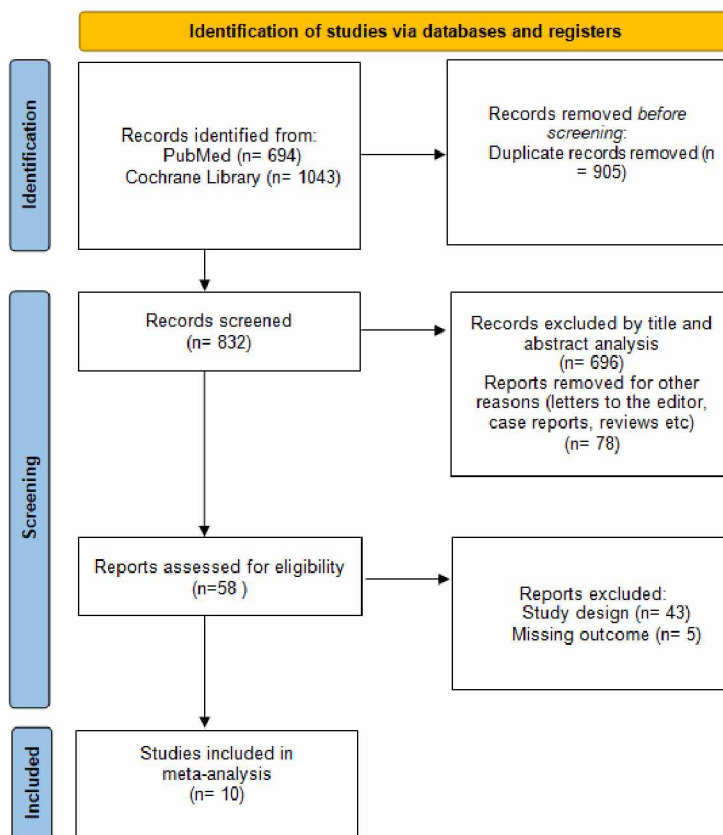 Identification of studies via databases and registers
Identification
Records identified from:
PubMed (n= 694)
Cochrane Library (n= 1043)
Records removed before
screening:
Duplicate records removed (n
= 905)
Screening
Records screened
(n= 832)
Records excluded by title and
abstract analysis
(n= 696)
Reports removed for other
reasons (letters to the editor,
case reports, reviews etc)
(n= 78)
Reports assessed for eligibility
(n=58 )
Reports excluded:
Study design (n= 43)
Missing outcome (n= 5)
Included
Studies included in
meta-analysis
(n= 10)